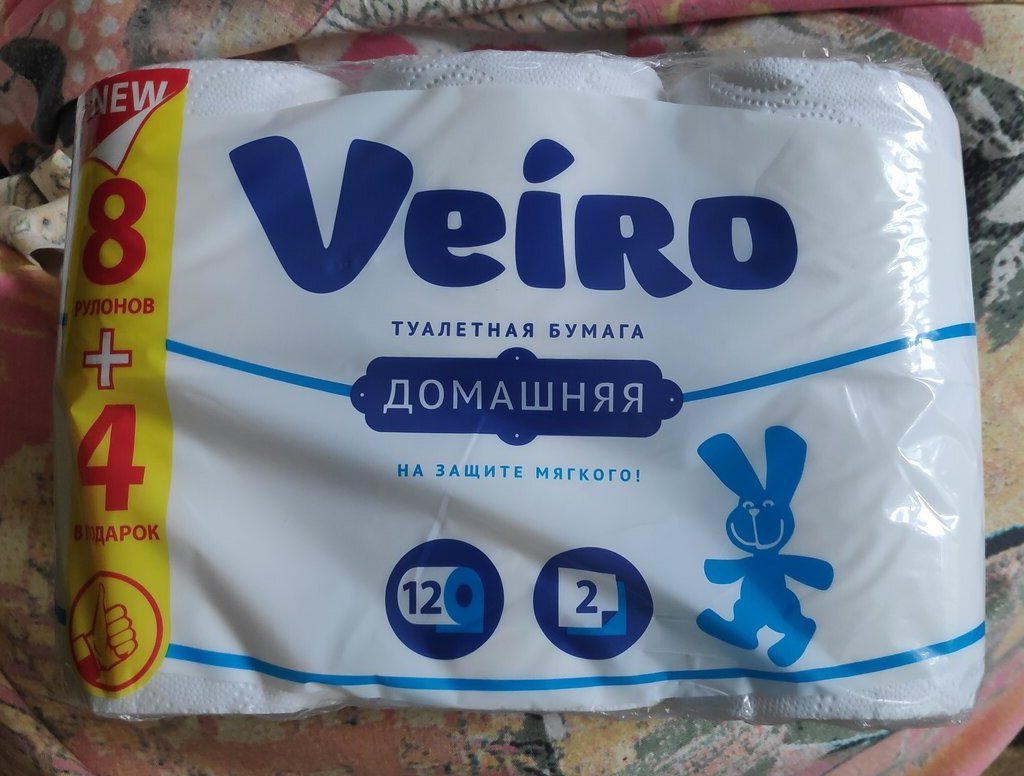 NEW
8
РУЛОНОВ
+
4
В ПОДАРОК
Veiro
ТУАЛЕТНАЯ БУМАГА
ДОМАШНЯЯ
НА ЗАЩИТЕ МЯГКОГО!
12
2